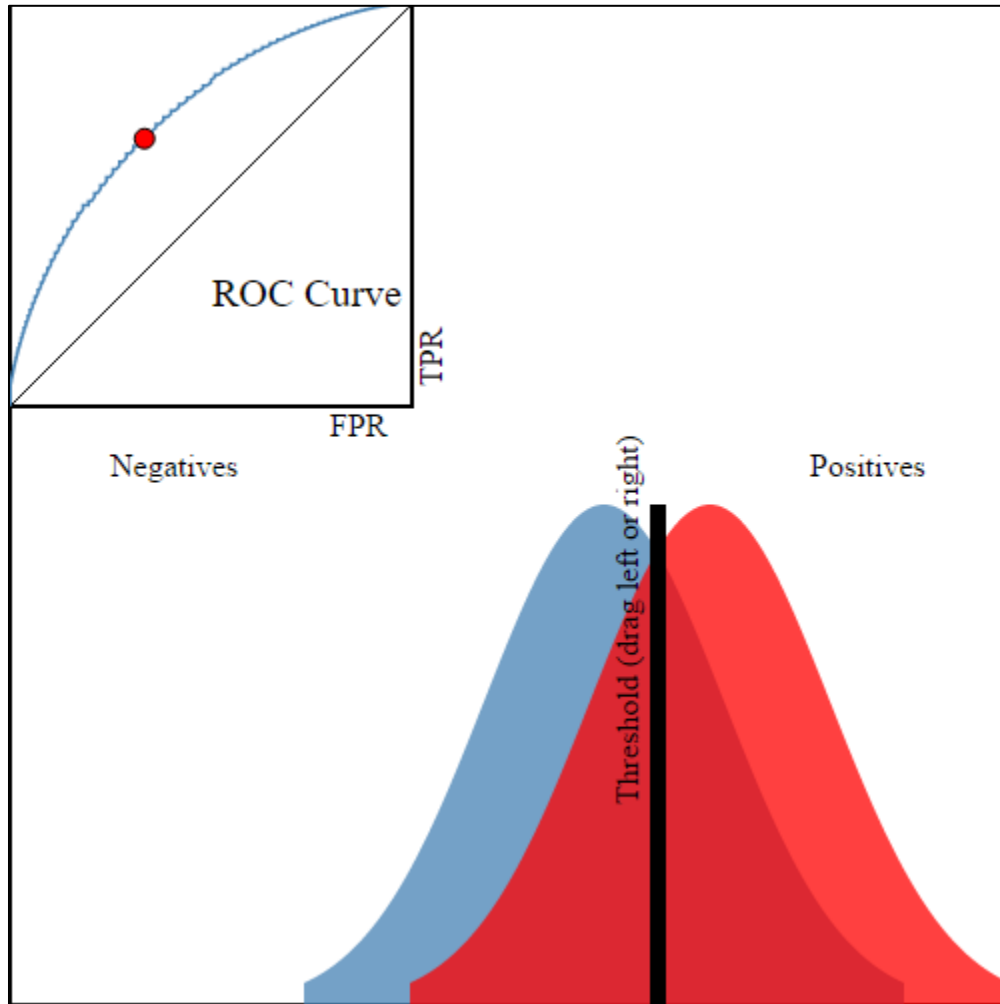 ROC Curve
TPR
FPR
Negatives
Positives
Threshold (drag left or right)